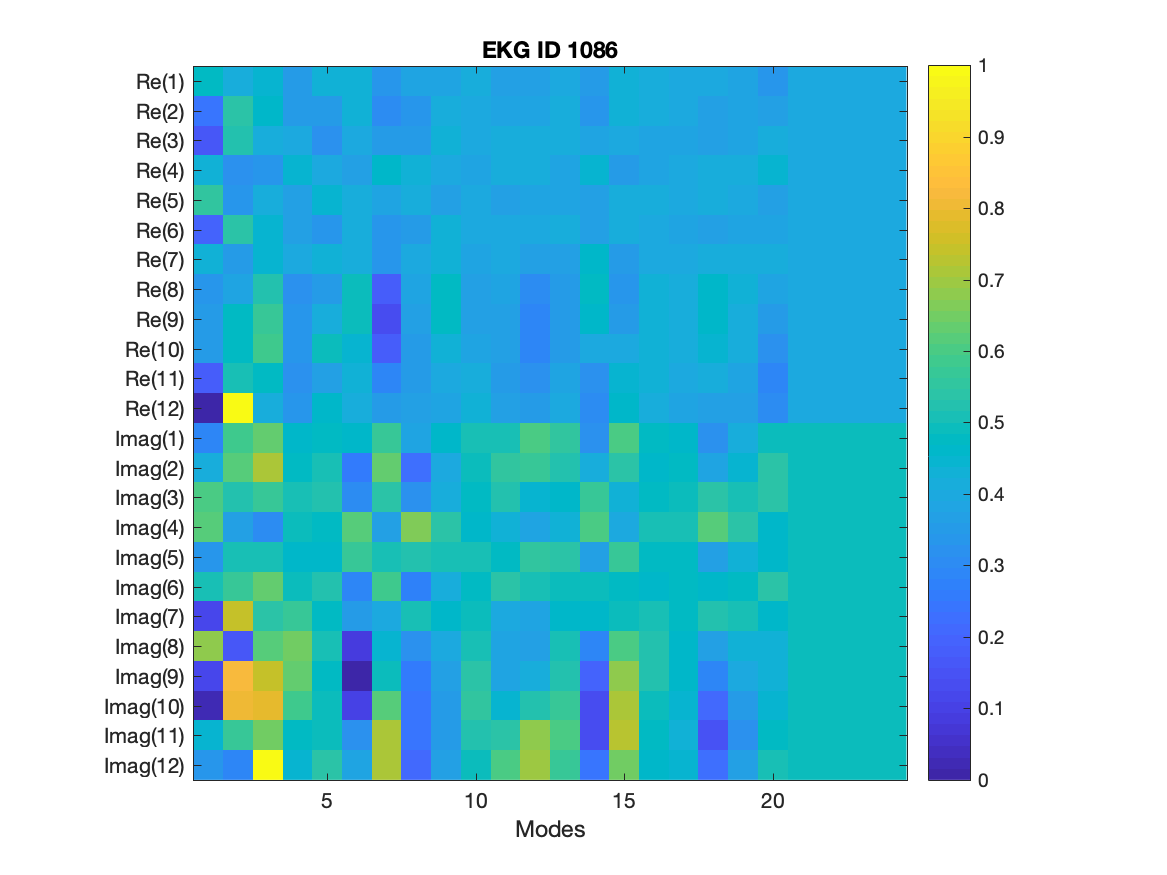 EKG ID 1086
Re(1)
Re(2)
Re(3)
Re(4)
Re(5)
Re(6)
Re(7)
Re(8)
Re(9)
Re(10)
Re(11)
Re(12)
Imag(1)
Imag(2)
Imag(3)
Imag(4)
Imag(5)
Imag(6)
Imag(7)
Imag(8)
Imag(9)
Imag(10)
Imag(11)
Imag(12)
5 10 15 20
Modes
1
0.9
0.8
0.7
0.6
0.5
0.4
0.3
0.2
0.1
0